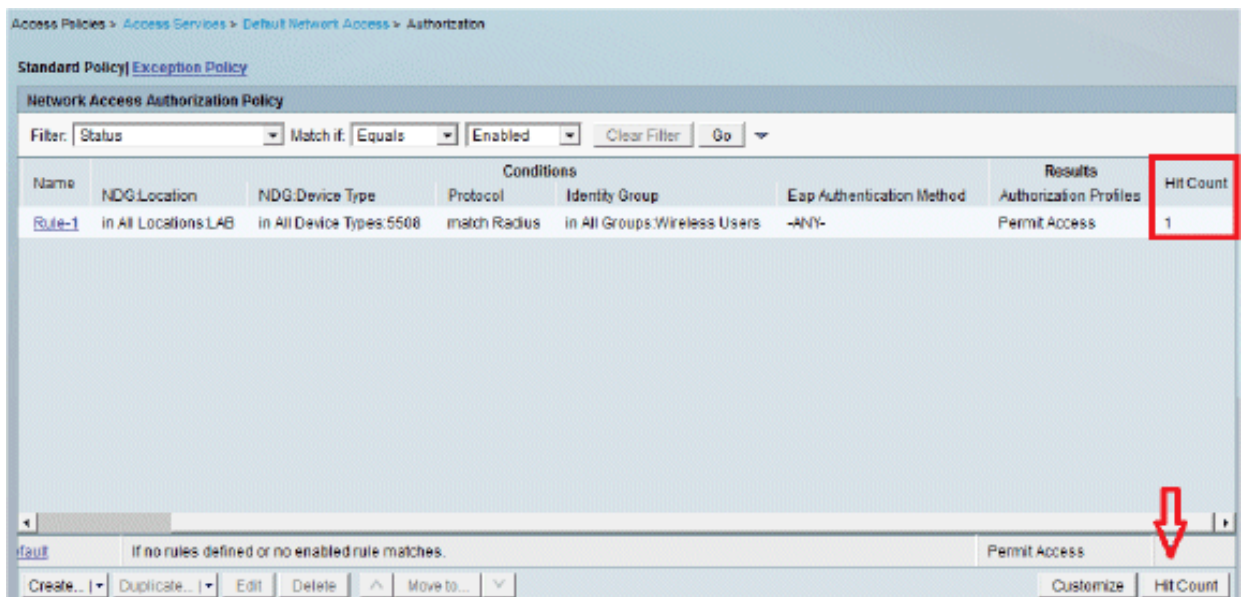 Access Policies > Access Services > Default Network Access > Authorization
Standard Policy| Exception Policy
Network Access Authorization Policy
Filter: Status Match if: Equals Enabled Clear Filter Go
Name Conditions Results Hit Count
NDG:Location NDG:Device Type Protocol Identity Group Eap Authentication Method Authorization Profiles
Rule-1 in All Locations:LAB in All Device Types:5508 match Radius in All Groups:Wireless Users -ANY- Permit Access 1
efault If no rules defined or no enabled rule matches. Permit Access
Create... Duplicate... Edit Delete Move to... Customize Hit Count